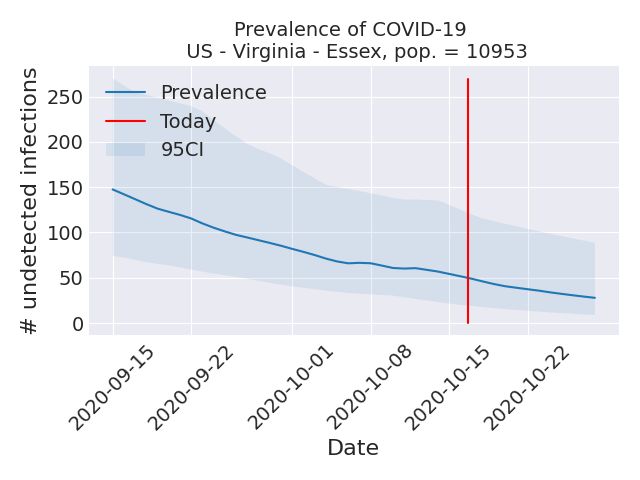 Prevalence of COVID-19
US - Virginia - Essex, pop. = 10953
# undetected infections
250
200
150
100
50
0
Prevalence
Today
95CI
2020-09-15
2020-09-22
2020-10-01
2020-10-08
2020-10-15
2020-10-22
Date